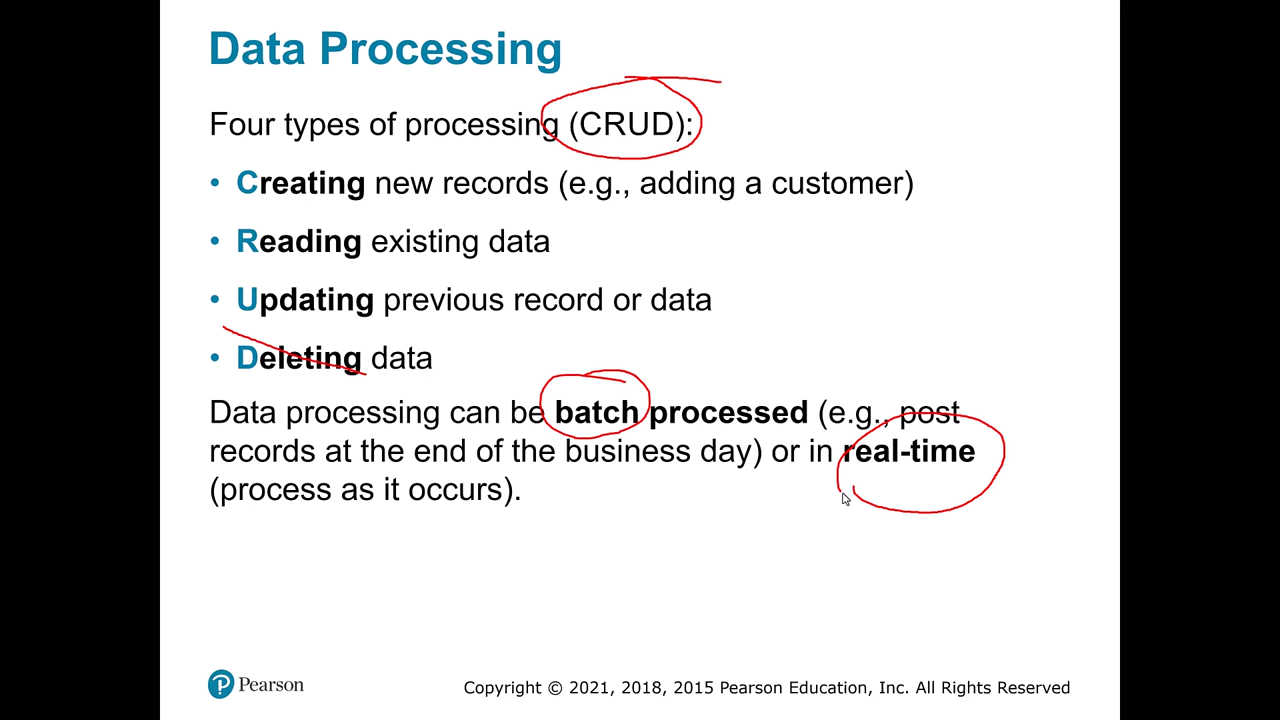 Data Processing
Four types of processing (CRUD):
• Creating new records (e.g., adding a customer)
• Reading existing data
• Updating previous record or data
• Deleting data
Data processing can be batch processed (e.g., post
records at the end of the business day) or in real-time
(process as it occurs).
Pearson
Copyright © 2021, 2018, 2015 Pearson Education, Inc. All Rights Reserved